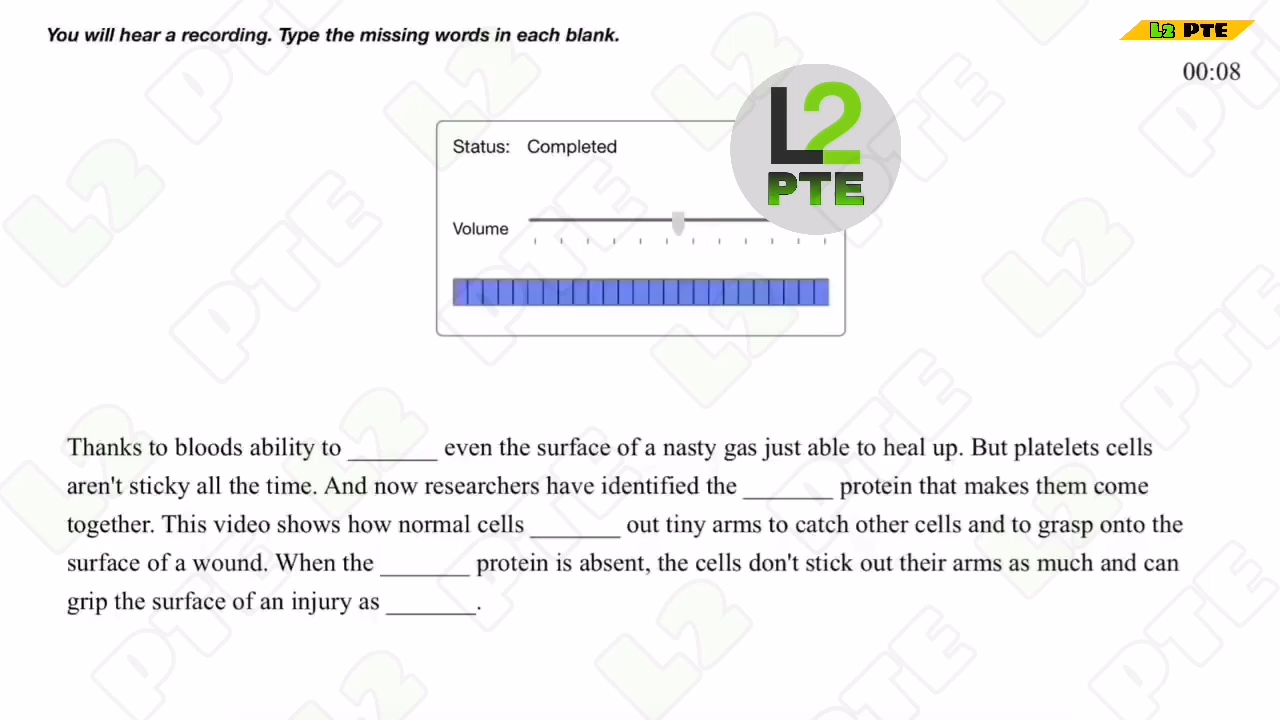 You will hear a recording. Type the missing words in each blank.
L2 PTE
00:08
L2
PTE
Status: Completed
Volume
Thanks to bloods ability to _______ even the surface of a nasty gas just able to heal up. But platelets cells
aren't sticky all the time. And now researchers have identified the _______ protein that makes them come
together. This video shows how normal cells _______ out tiny arms to catch other cells and to grasp onto the
surface of a wound. When the _______ protein is absent, the cells don't stick out their arms as much and can
grip the surface of an injury as _______.